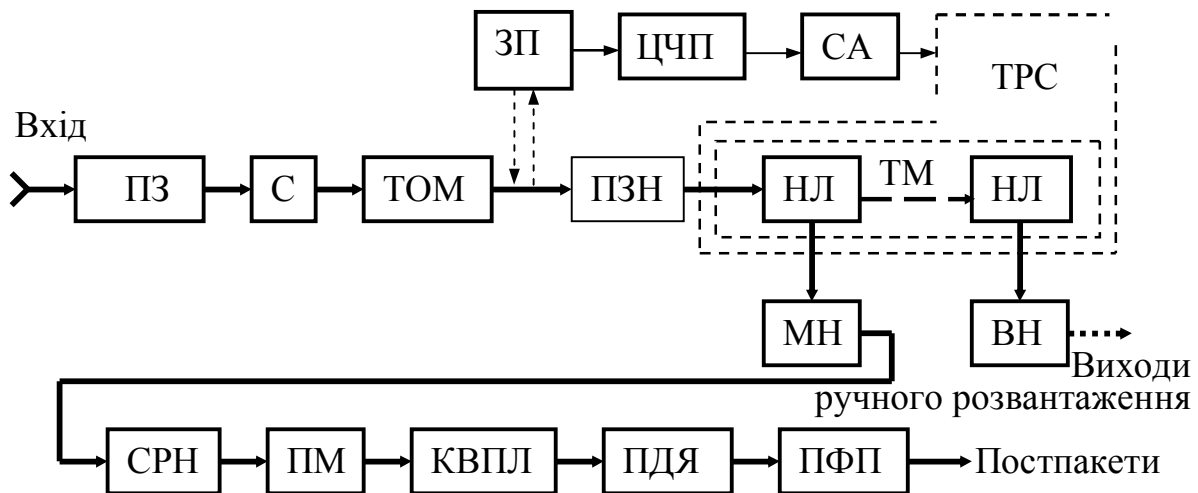 ЗП
ЦЧП
СА
ТРС
Вхід
ПЗ
С
ТОМ
ПЗН
НЛ
ТМ
НЛ
МН
ВН
Виходи
ручного розвантаження
СРН
ПМ
КВПЛ
ПДЯ
ПФП
Постпакети